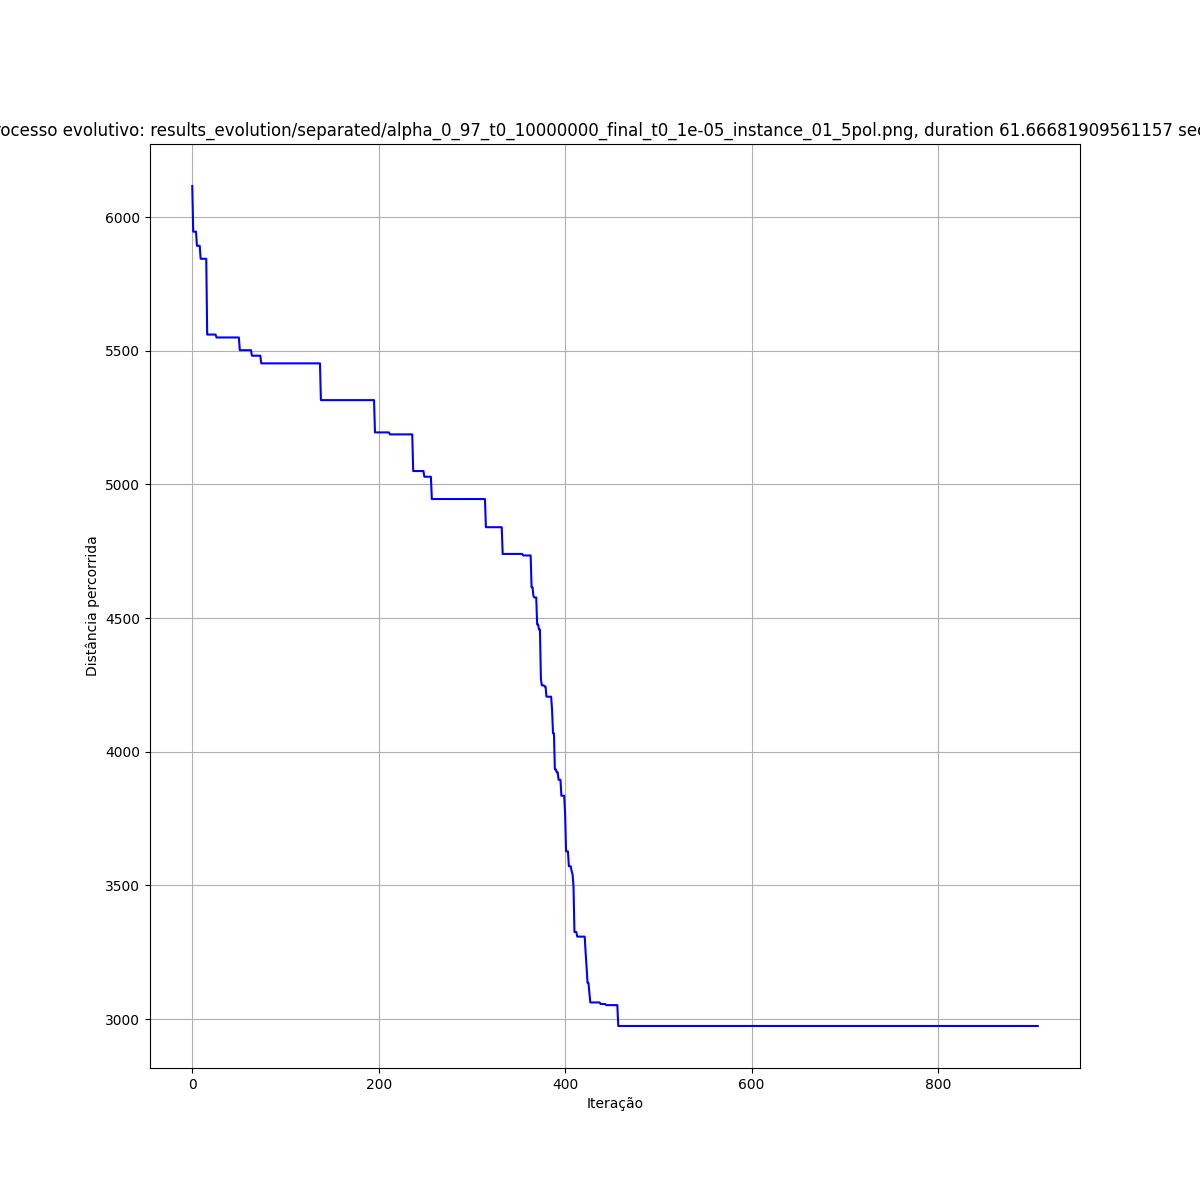 ocesso evolutivo: results_evolution/separated/alpha_0_97_t0_10000000_final_t0_1e-05_instance_01_5pol.png, duration 61.66681909561157 sec
6000
5500
5000
4500
4000
3500
3000
Distância percorrida
0 200 400 600 800
Iteração